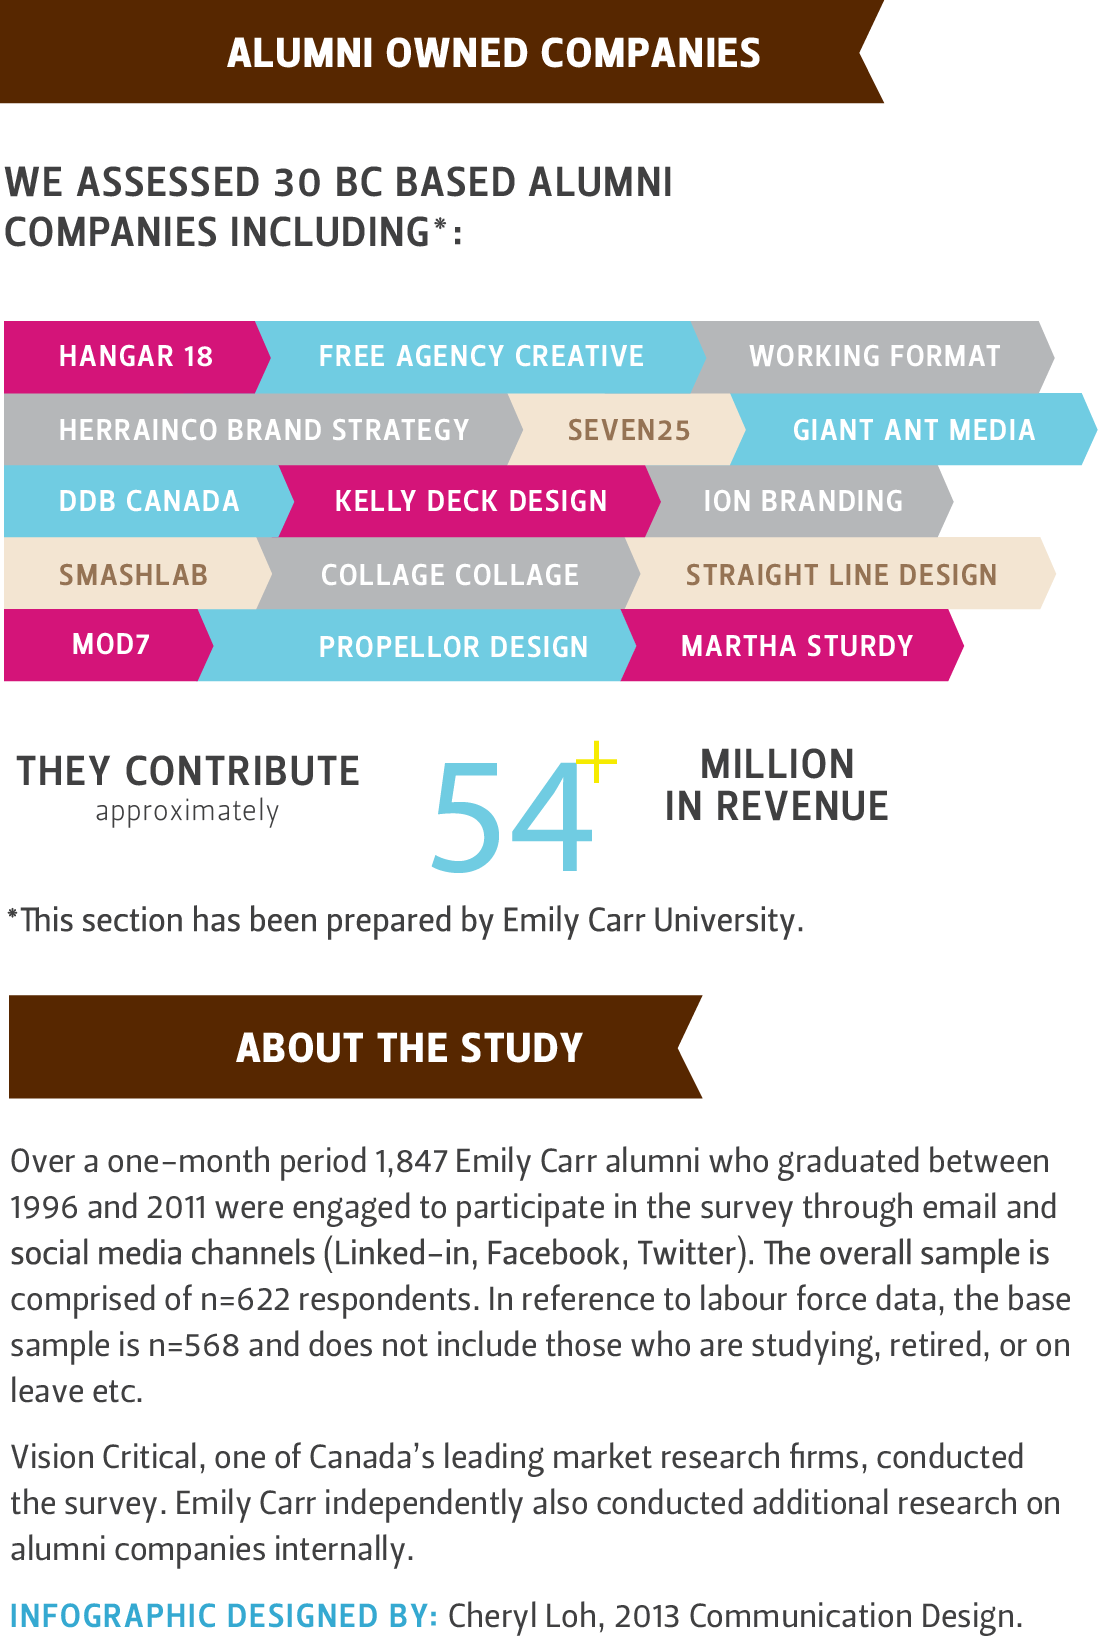 ALUMNI OWNED COMPANIES
WE ASSESSED 30 BC BASED ALUMNI
COMPANIES INCLUDING*:
HANGAR 18 FREE AGENCY CREATIVE WORKING FORMAT
HERRAINCO BRAND STRATEGY SEVEN25 GIANT ANT MEDIA
DDB CANADA KELLY DECK DESIGN ION BRANDING
SMASHLAB COLLAGE COLLAGE STRAIGHT LINE DESIGN
MOD7 PROPELLOR DESIGN MARTHA STURDY
THEY CONTRIBUTE
approximately
54+
MILLION
IN REVENUE
*This section has been prepared by Emily Carr University.
ABOUT THE STUDY
Over a one-month period 1,847 Emily Carr alumni who graduated between
1996 and 2011 were engaged to participate in the survey through email and
social media channels (Linked-in, Facebook, Twitter). The overall sample is
comprised of n=622 respondents. In reference to labour force data, the base
sample is n=568 and does not include those who are studying, retired, or on
leave etc.
Vision Critical, one of Canada's leading market research firms, conducted
the survey. Emily Carr independently also conducted additional research on
alumni companies internally.
INFOGRAPHIC DESIGNED BY: Cheryl Loh, 2013 Communication Design.